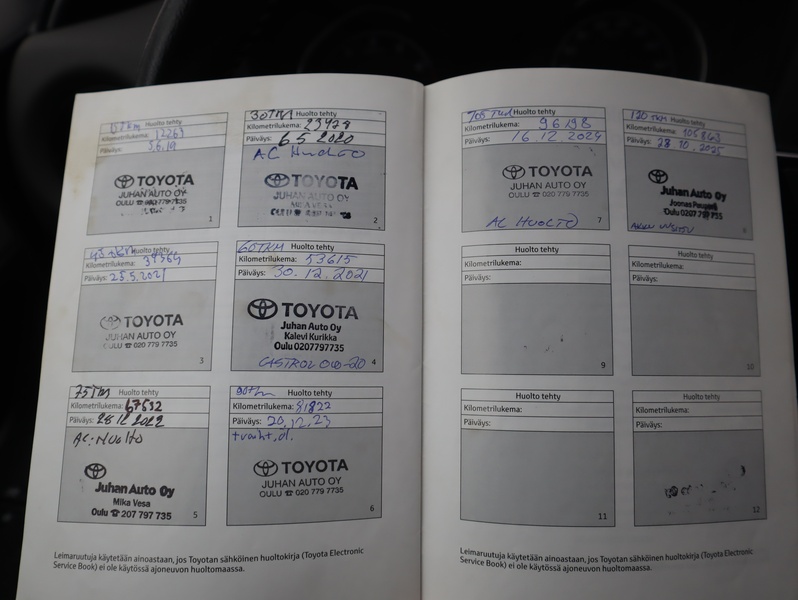 15Tkm Huolto tehty
Kilometrilukema: 12263
Päiväys: 5.6.19
TOYOTA
JUHAN AUTO OY
OULU ☎ 020 779 7735
1
30TKM Huolto tehty
Kilometrilukema: 23479
Päiväys: 6.5.2020
AC HUOLTO
TOYOTA
JUHAN AUTO OY
2
Huolto tehty
Kilometrilukema: 39364
Päiväys: 25.5.2021
TOYOTA
JUHAN AUTO OY
OULU ☎ 020 779 7735
3
60TKM Huolto tehty
Kilometrilukema: 53615
Päiväys: 30.12.2021
TOYOTA
Juhan Auto Oy
Kalevi Kurikka
Oulu 0207797735
CASTROL 0W-20
4
75TKM Huolto tehty
Kilometrilukema: 67532
Päiväys: 28.12.2022
AC-Huolto
Juhan Auto Oy
Mika Vesa
Oulu ☎ 207 797 735
5
90tkm Huolto tehty
Kilometrilukema: 81822
Päiväys: 20.12.23
TOYOTA
JUHAN AUTO OY
OULU ☎ 020 779 7735
6
Leimaruutuja käytetään ainoastaan, jos Toyotan sähköinen huoltokirja (Toyota Electronic
Service Book) ei ole käytössä ajoneuvon huoltomaassa.
105 Tkm Huolto tehty
Kilometrilukema: 96198
Päiväys: 16.12.2024
TOYOTA
JUHAN AUTO OY
OULU ☎ 020 779 7735
AC HUOLTO
7
120 TKM Huolto tehty
Kilometrilukema: 105863
Päiväys: 28.10.2025
Juhan Auto Oy
Oulu 0207 797 735
8
Huolto tehty
Kilometrilukema:
Päiväys:
9
Huolto tehty
Kilometrilukema:
Päiväys:
10
Huolto tehty
Kilometrilukema:
Päiväys:
11
Huolto tehty
Kilometrilukema:
Päiväys:
12
Leimaruutuja käytetään ainoastaan, jos Toyotan sähköinen huoltokirja (Toyota Electronic
Service Book) ei ole käytössä ajoneuvon huoltomaassa.